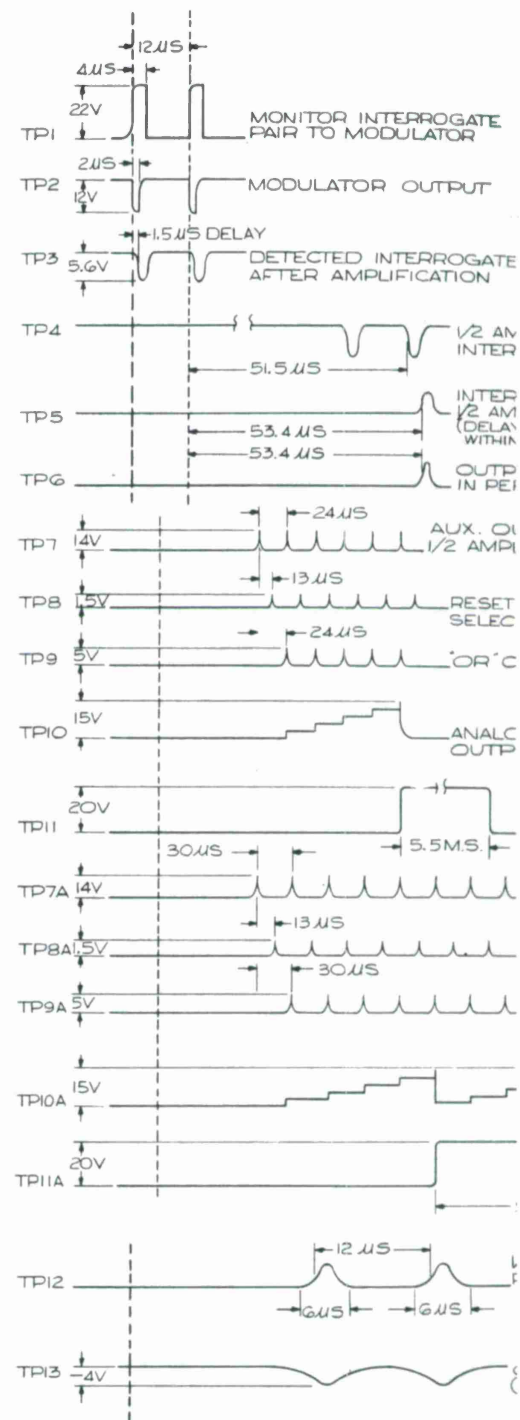 12µS
4µS
22V
TP1
MONITOR INTERROGATE
PAIR TO MODULATOR
2µS
TP2
12V
MODULATOR OUTPUT
1.5µS DELAY
TP3
5.6V
DETECTED INTERROGATE
AFTER AMPLIFICATION
TP4
1/2 AM
INTER
51.5µS
TP5
INTER
1/2 AM
(DELAY
WITHIN
53.4µS
53.4µS
TP6
OUTP
IN PER
24µS
TP7
14V
AUX. OU
1/2 AMPL
13µS
TP8
1.5V
RESET
SELEC
24µS
TP9
5V
"OR" C
15V
TP10
ANALO
OUTP
20V
TP11
5.5 M.S.
30µS
TP7A
14V
13µS
TP8A
1.5V
30µS
TP9A
5V
15V
TP10A
20V
TP11A
12 µS
TP12
6µS
6µS
TP13
-4V